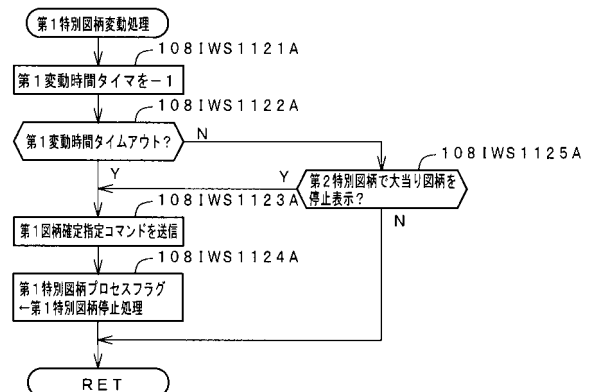 第1特別図柄変動処理
108IWS1121A
第1変動時間タイマを－1
108IWS1122A
第1変動時間タイムアウト？
N
108IWS1125A
Y
Y
第2特別図柄で大当り図柄を
停止表示？
108IWS1123A
N
第1図柄確定指定コマンドを送信
108IWS1124A
第1特別図柄プロセスフラグ
←第1特別図柄停止処理
RET